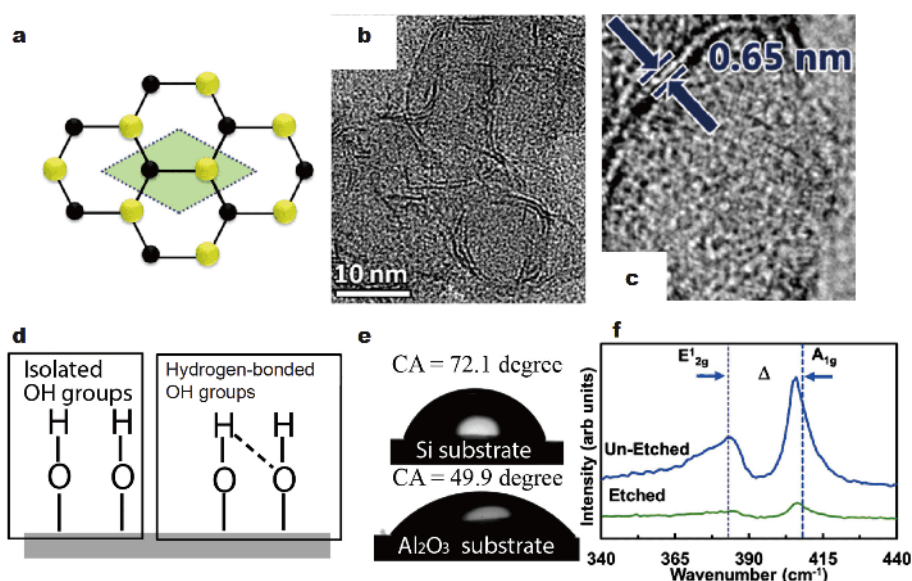 a
b
10 nm
0.65 nm
c
d
Isolated
OH groups
H H
O O
Hydrogen-bonded
OH groups
H H
O O
e
CA = 72.1 degree
Si substrate
CA = 49.9 degree
Al₂O₃ substrate
f
E¹₂g Δ A₁g
Un-Etched
Etched
Intensity (arb units)
340 365 390 415 440
Wavenumber (cm⁻¹)